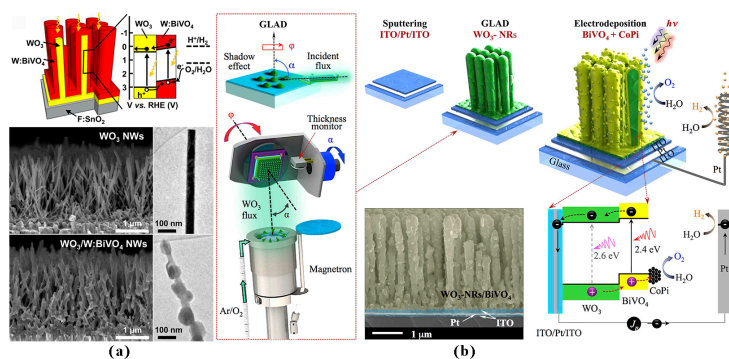 WO₃
W:BiVO₄
WO₃
W:BiVO₄
-1
0
1
2
3
H⁺/H₂
e⁻
O₂/H₂O
h⁺
V vs. RHE (V)
F:SnO₂
WO₃ NWs
1 μm
100 nm
WO₃/W:BiVO₄ NWs
1 μm
100 nm
(a)
GLAD
φ
Shadow
effect
α
Incident
flux
φ
Thickness
monitor
α
WO₃
flux
α
Magnetron
Ar/O₂
Sputtering
ITO/Pt/ITO
GLAD
WO₃- NRs
Electrodeposition
BiVO₄ + CoPi
hν
O₂
H₂O
H₂
H₂O
ITO
Pt
ITO
Glass
Pt
WO₃-NRs/BiVO₄
Pt
ITO
1 μm
(b)
2.6 eV
2.4 eV
O₂
H₂O
CoPi
BiVO₄
WO₃
ITO/Pt/ITO
H₂
H₂O
Pt